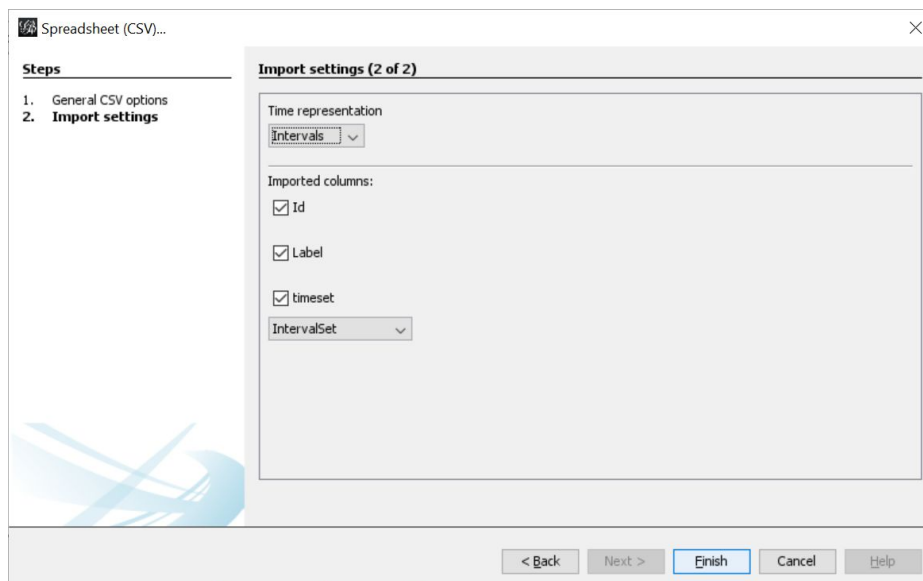 Spreadsheet (CSV)...
Steps
1. General CSV options
2. Import settings
Import settings (2 of 2)
Time representation
Intervals
Imported columns:
Id
Label
timeset
IntervalSet
< Back
Next >
Finish
Cancel
Help